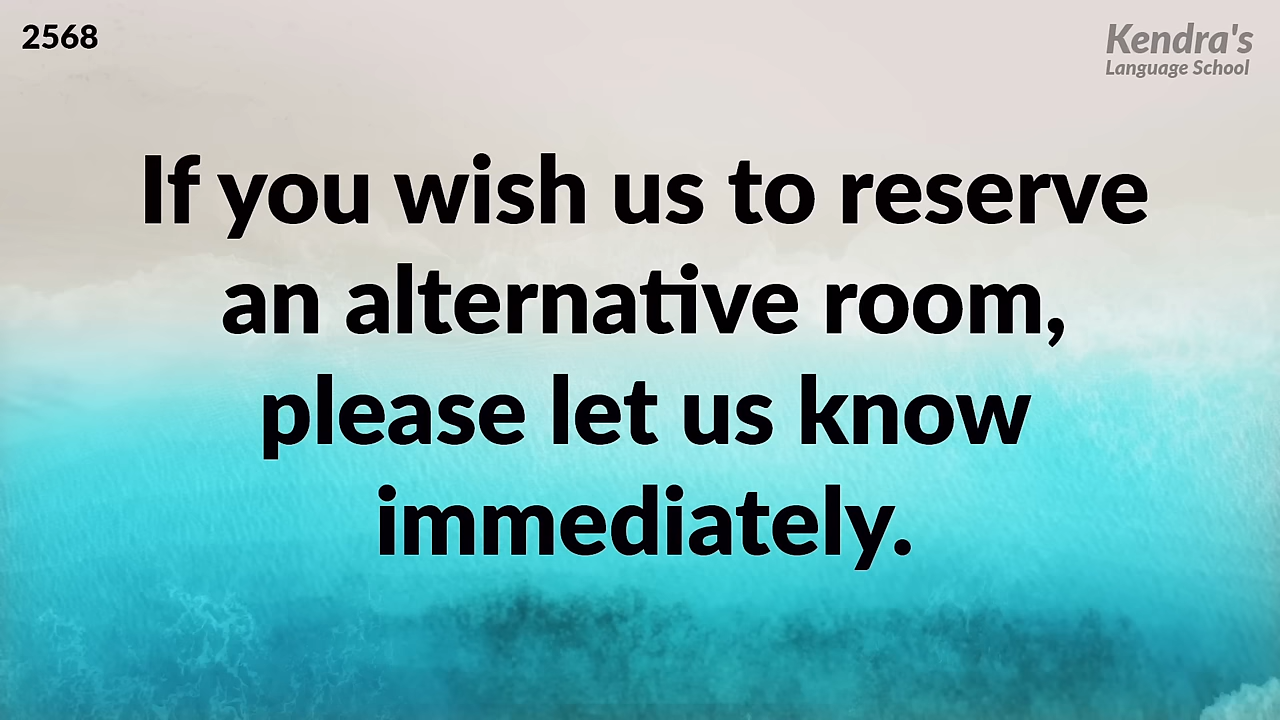 2568
Kendra's
Language School
If you wish us to reserve
an alternative room,
please let us know
immediately.